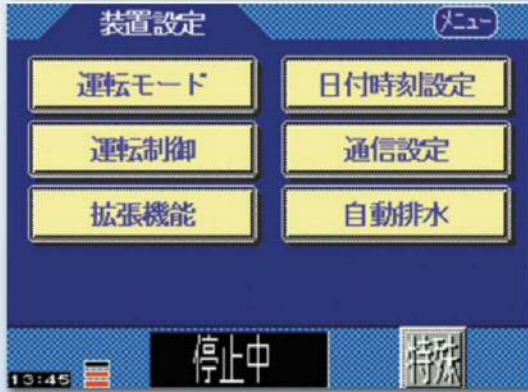 装置設定 メニュー
運転モード 日付時刻設定
運転制御 通信設定
拡張機能 自動排水
13:45 停止中 特殊